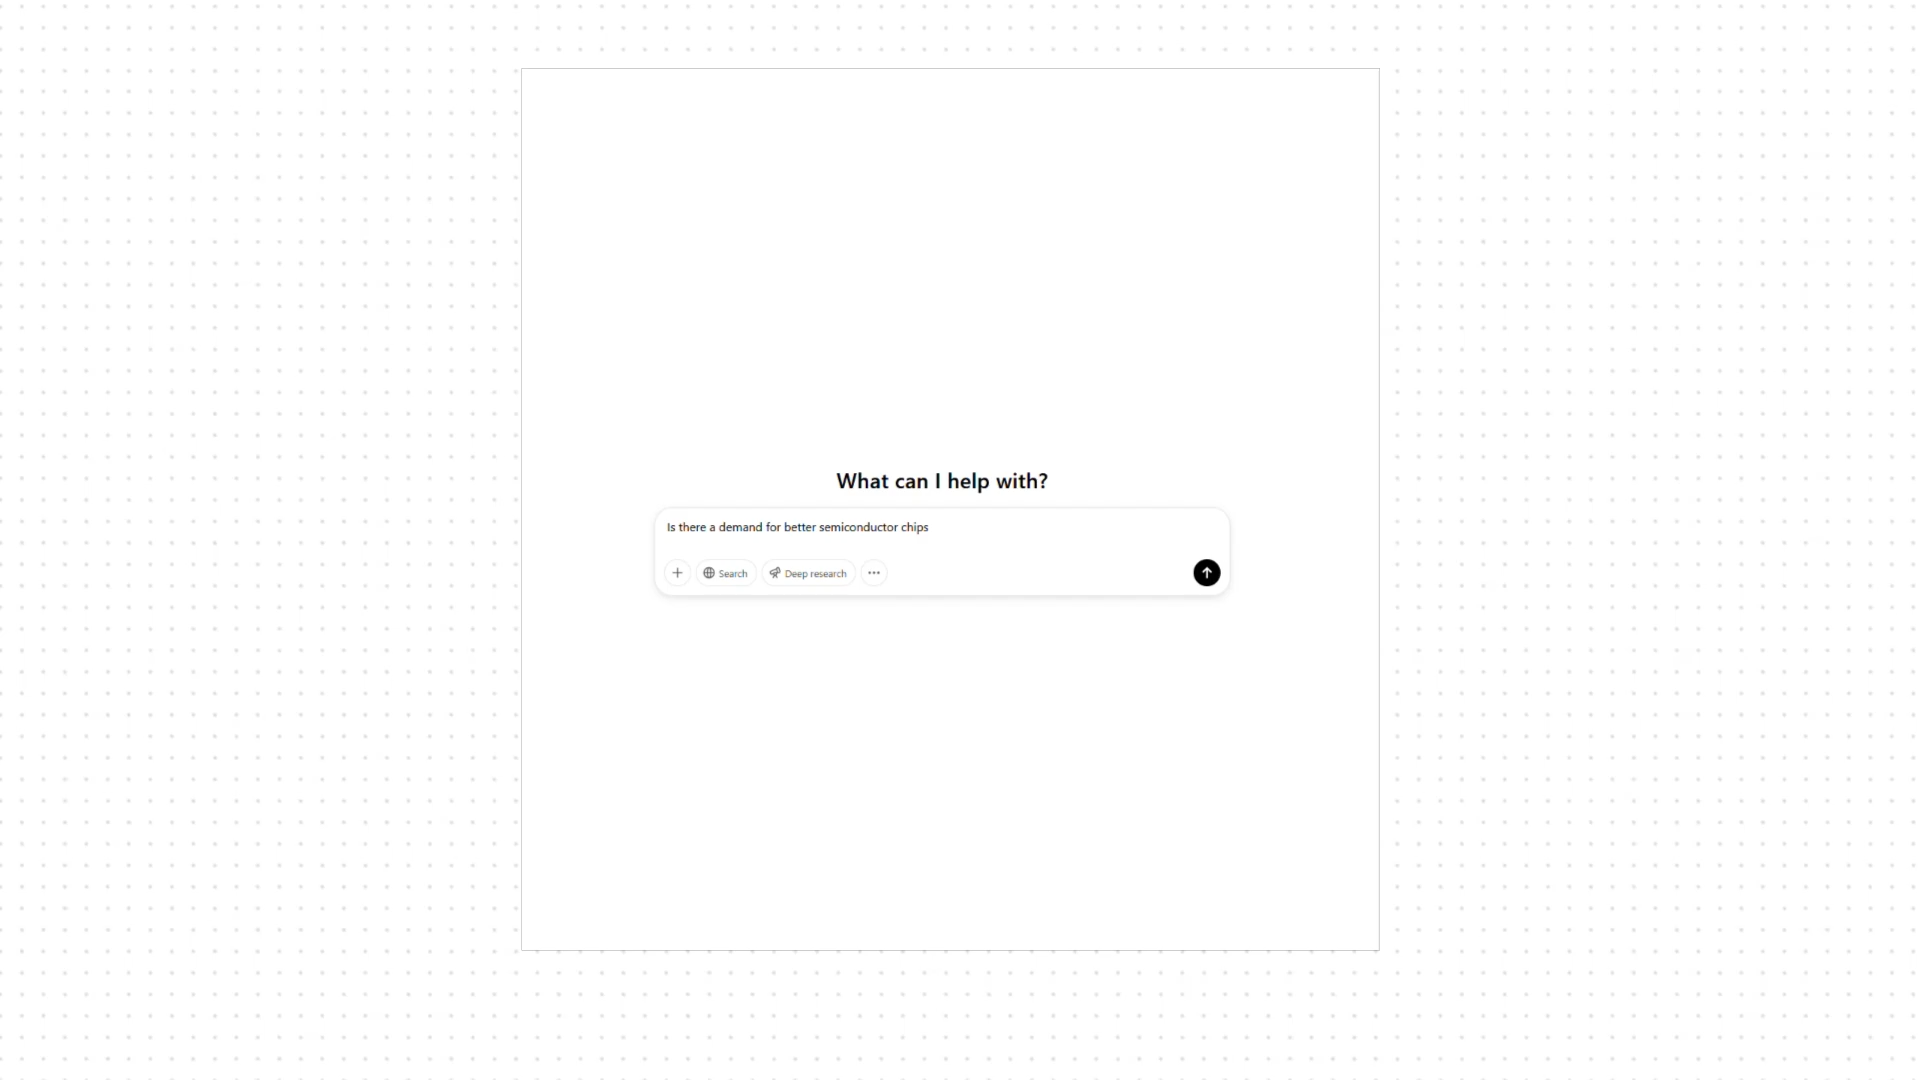 What can I help with?
Is there a demand for better semiconductor chips
Search
Deep research